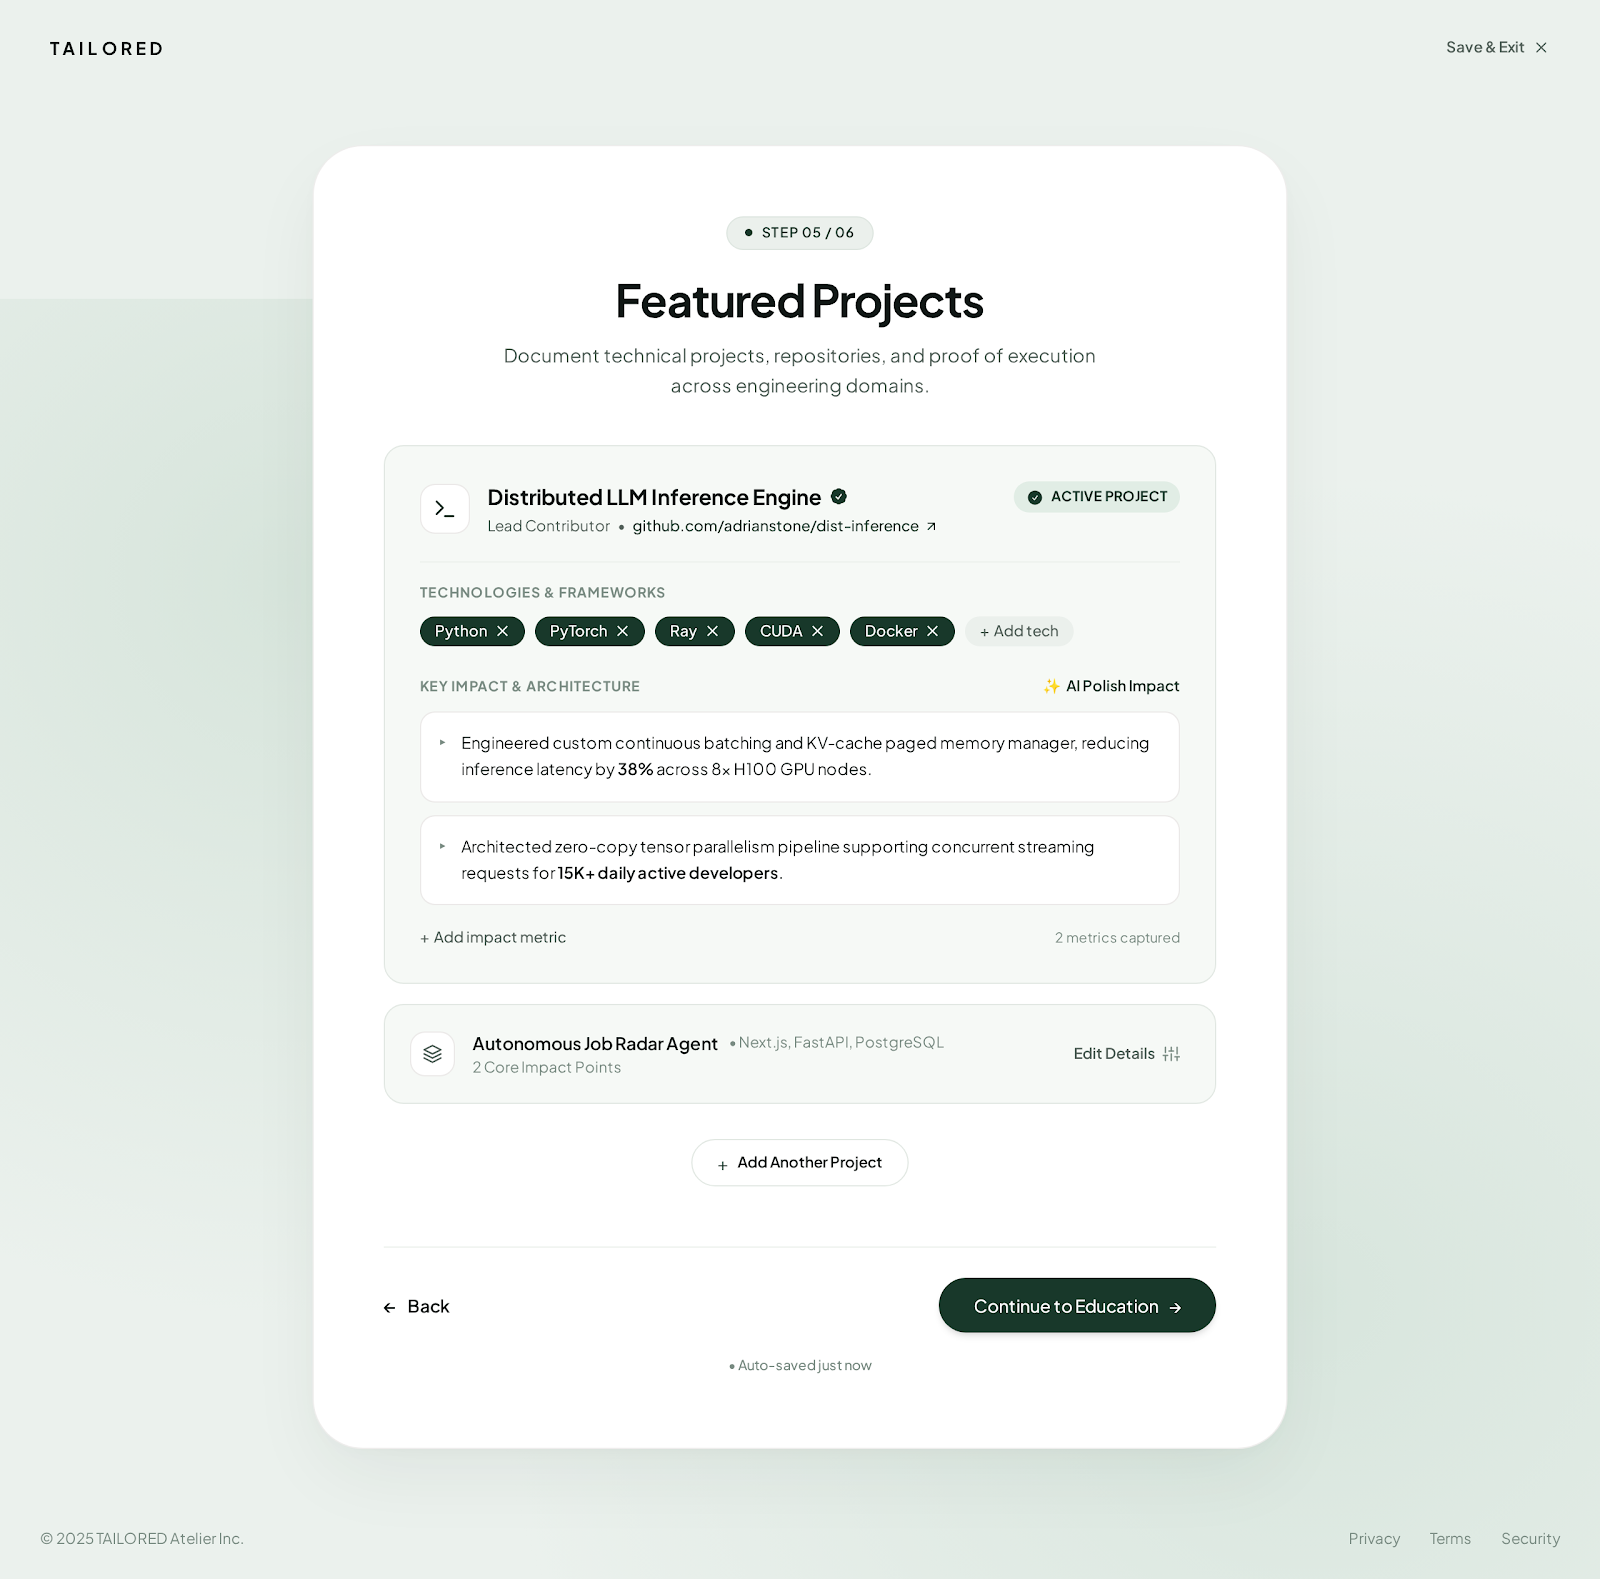 TAILORED
Save & Exit
STEP 05 / 06
Featured Projects
Document technical projects, repositories, and proof of execution
across engineering domains.
Distributed LLM Inference Engine
ACTIVE PROJECT
Lead Contributor • github.com/adrianstone/dist-inference
TECHNOLOGIES & FRAMEWORKS
Python PyTorch Ray CUDA Docker + Add tech
KEY IMPACT & ARCHITECTURE
✨ AI Polish Impact
Engineered custom continuous batching and KV-cache paged memory manager, reducing
inference latency by 38% across 8x H100 GPU nodes.
Architected zero-copy tensor parallelism pipeline supporting concurrent streaming
requests for 15K+ daily active developers.
+ Add impact metric
2 metrics captured
Autonomous Job Radar Agent • Next.js, FastAPI, PostgreSQL
2 Core Impact Points
Edit Details
+ Add Another Project
← Back
Continue to Education →
• Auto-saved just now
© 2025 TAILORED Atelier Inc.
Privacy Terms Security